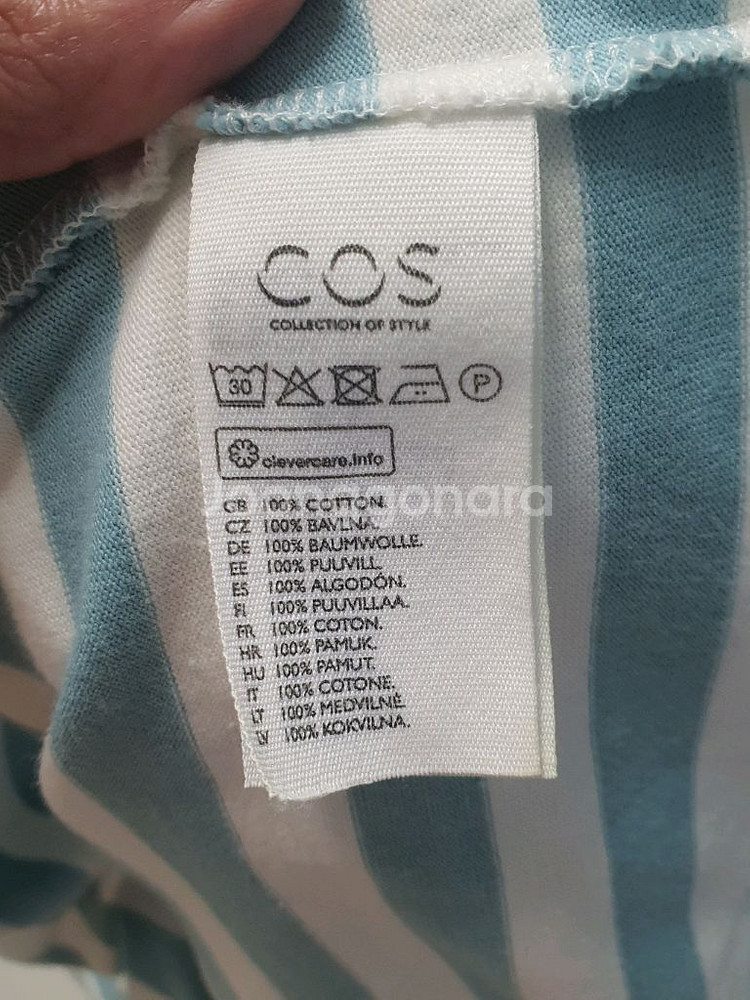 COS
COLLECTION OF STYLE
30 P
clevercare.info
GB 100% COTTON.
CZ 100% BAVLNA.
DE 100% BAUMWOLLE.
EE 100% PUUVILL.
ES 100% ALGODÓN.
FI 100% PUUVILLAA.
FR 100% COTON.
HR 100% PAMUK.
HU 100% PAMUT.
IT 100% COTONE.
LT 100% MEDVILNĖ.
LV 100% KOKVILNA.